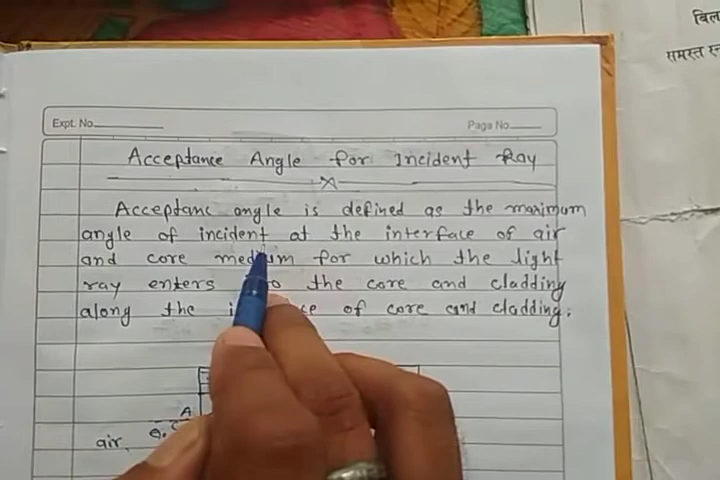 बिल
समस्त
Expt. No.
Page No.
Acceptance Angle for Incident Ray
Acceptanc angle is defined as the maximum
angle of incident at the interface of air
and core medium for which the light
ray enters the core and cladding
along the of core and cladding.
A
air